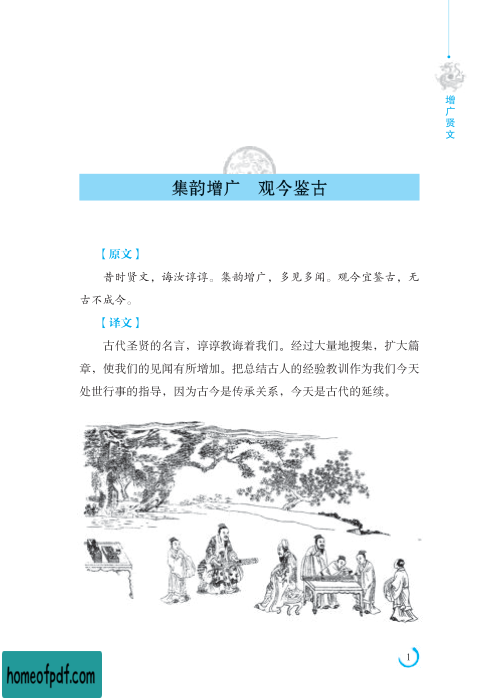 增广贤文
集韵增广　观今鉴古
【原文】
昔时贤文，诲汝谆谆。集韵增广，多见多闻。观今宜鉴古，无
古不成今。
【译文】
古代圣贤的名言，谆谆教诲着我们。经过大量地搜集，扩大篇
章，使我们的见闻有所增加。把总结古人的经验教训作为我们今天
处世行事的指导，因为古今是传承关系，今天是古代的延续。
1
homeofpdf.com